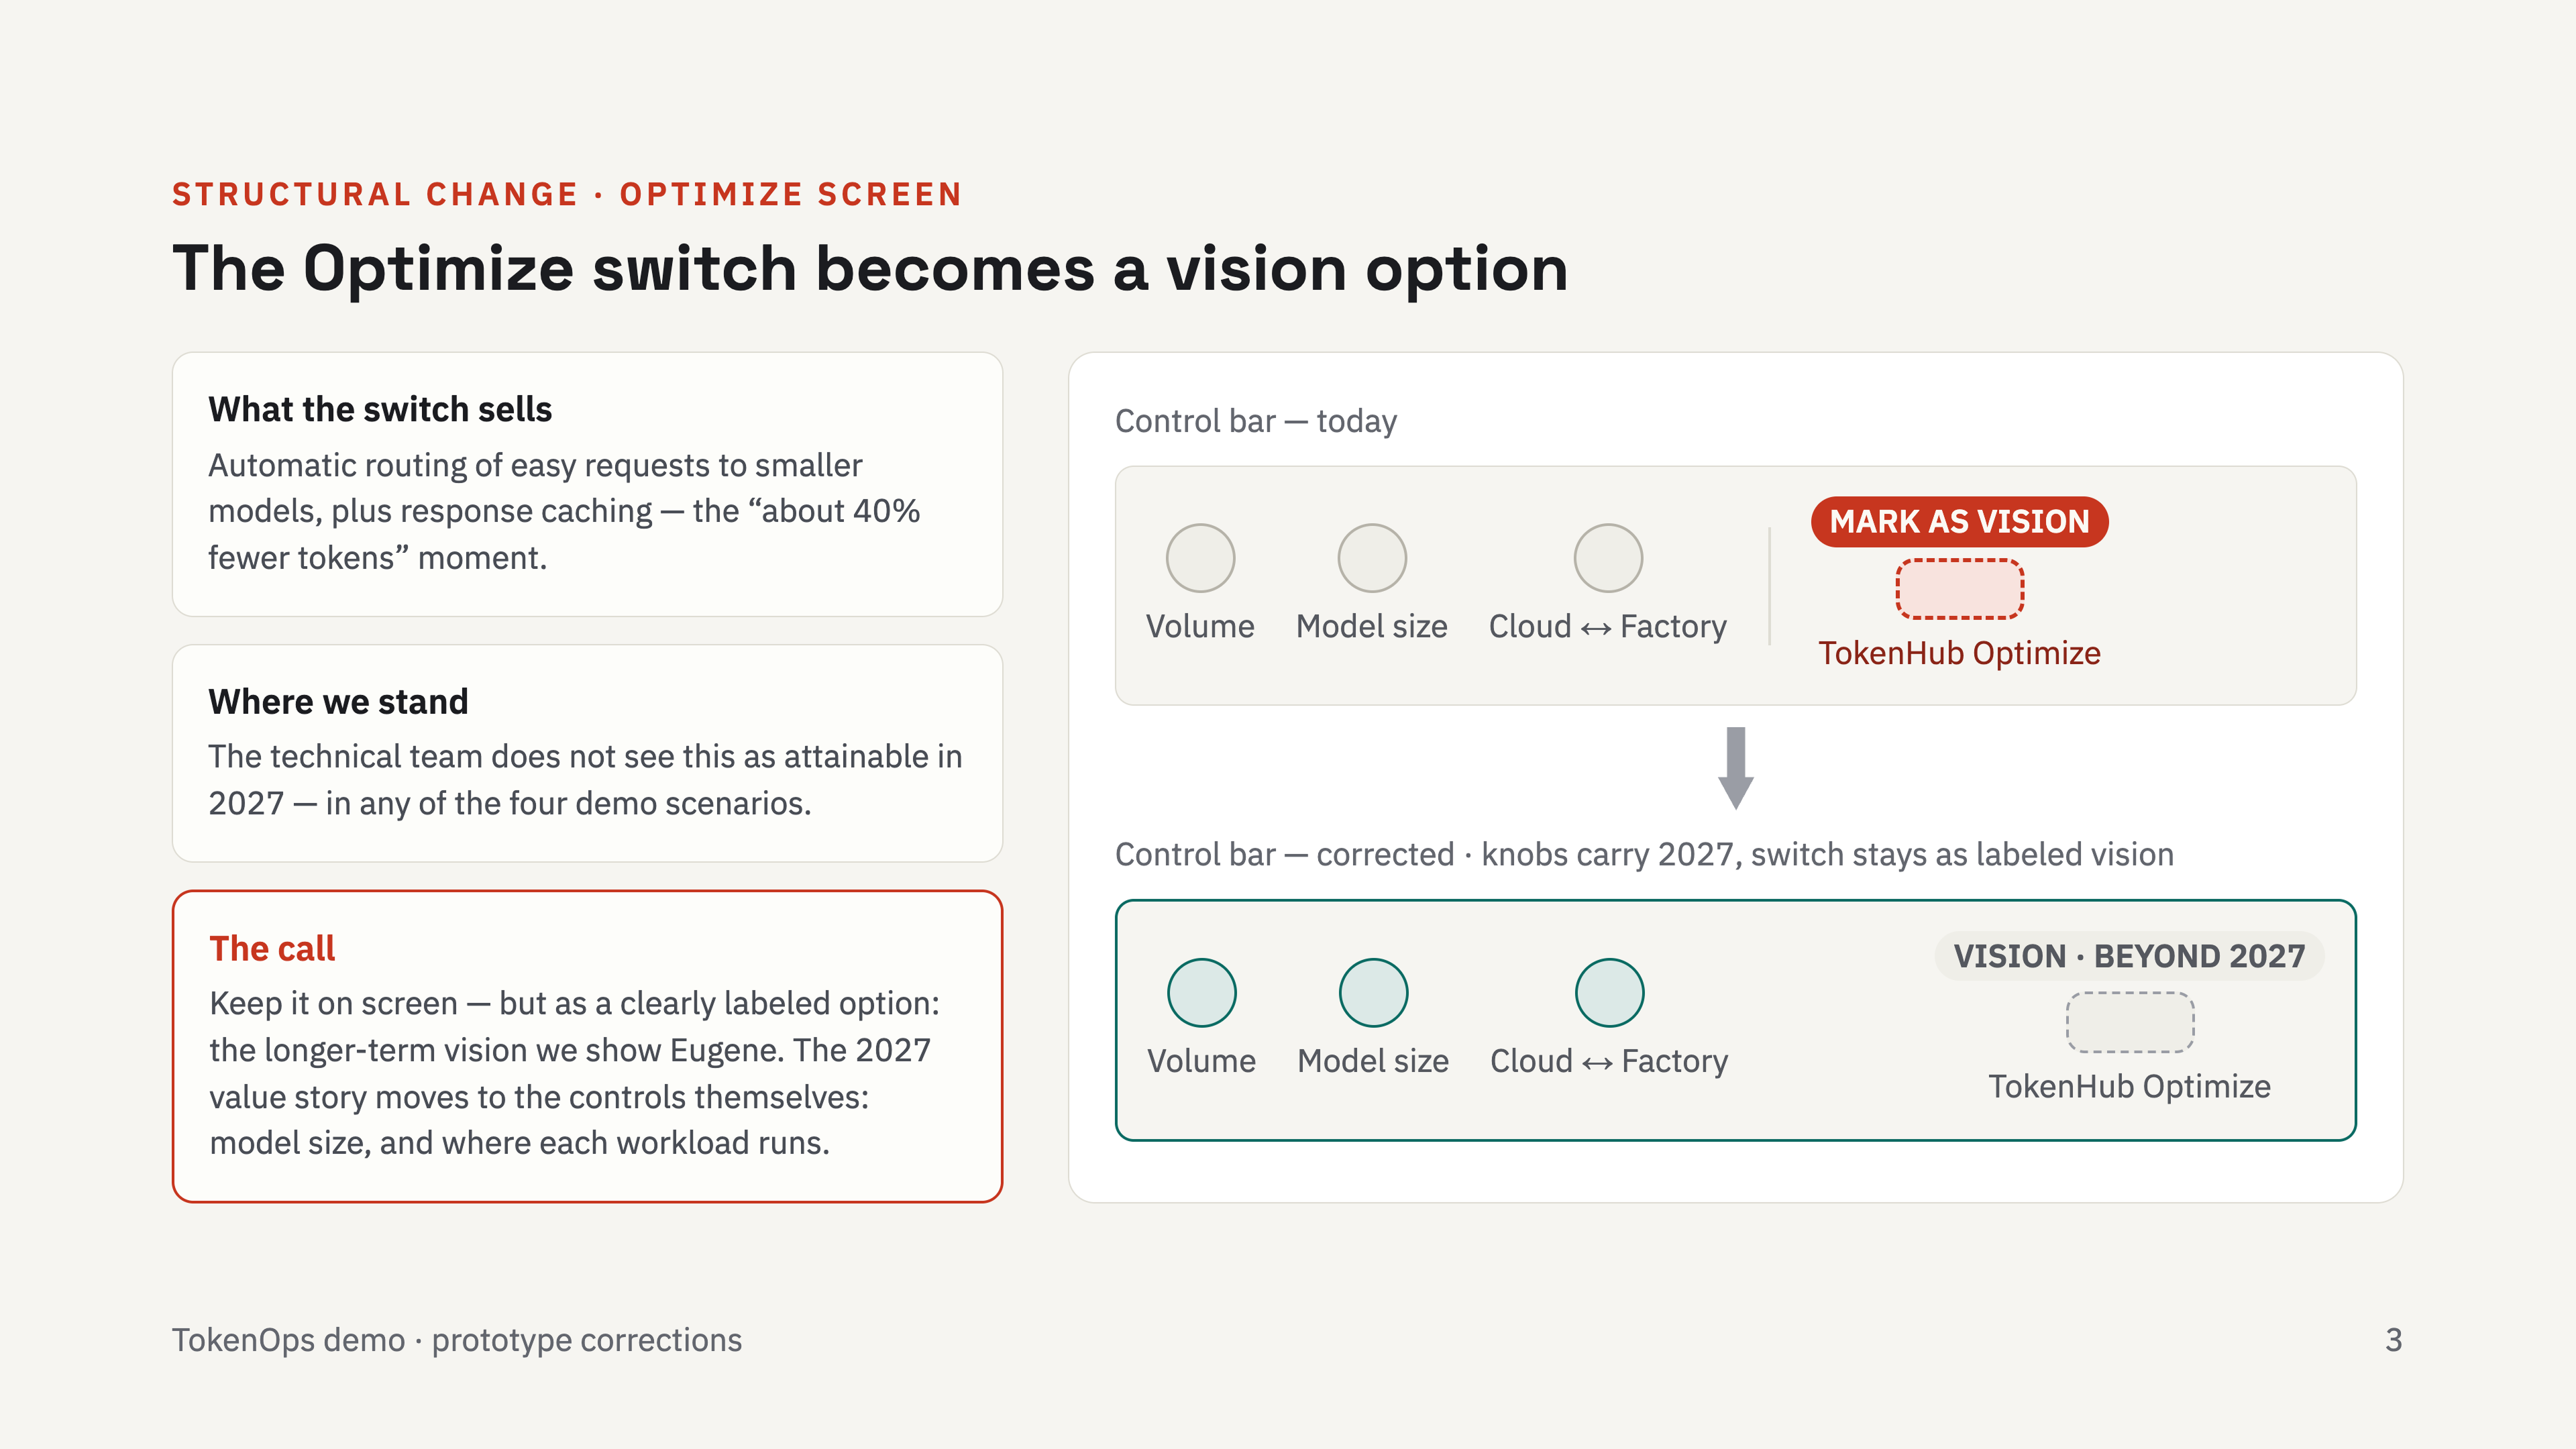 STRUCTURAL CHANGE · OPTIMIZE SCREEN
The Optimize switch becomes a vision option
What the switch sells
Automatic routing of easy requests to smaller
models, plus response caching — the “about 40%
fewer tokens” moment.
Where we stand
The technical team does not see this as attainable in
2027 — in any of the four demo scenarios.
The call
Keep it on screen — but as a clearly labeled option:
the longer-term vision we show Eugene. The 2027
value story moves to the controls themselves:
model size, and where each workload runs.
Control bar — today
MARK AS VISION
Volume
Model size
Cloud ↔ Factory
TokenHub Optimize
Control bar — corrected · knobs carry 2027, switch stays as labeled vision
VISION · BEYOND 2027
Volume
Model size
Cloud ↔ Factory
TokenHub Optimize
TokenOps demo · prototype corrections
3